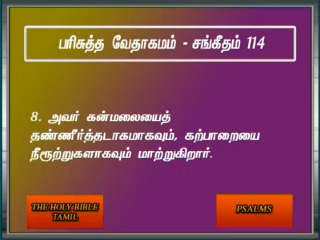 பரிசுத்த வேதாகமம் - சங்கீதம் 114
8. அவர் கன்மலையைத்
தண்ணீர்த்தடாகமாகவும், கற்பாறையை
நீரூற்றுகளாகவும் மாற்றுகிறார்.
THE HOLY BIBLE
TAMIL
PSALMS